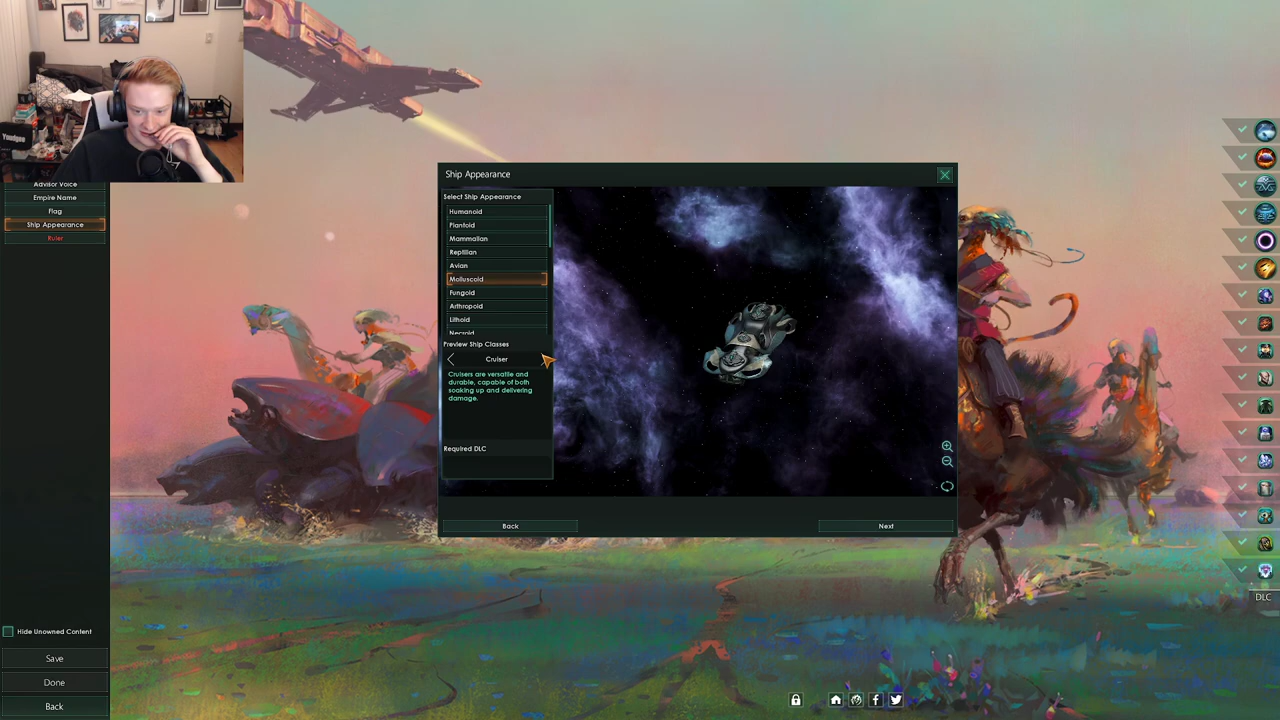 Advisor Voice
Empire Name
Flag
Ship Appearance
Ruler
Ship Appearance
Select Ship Appearance
Humanoid
Plantoid
Mammalian
Reptilian
Avian
Molluscoid
Fungoid
Arthropoid
Lithoid
Necroid
Preview Ship Classes
Cruiser
Cruisers are versatile and
durable, capable of both
soaking up and delivering
damage.
Required DLC
Back
Next
DLC
Hide Unowned Content
Save
Done
Back